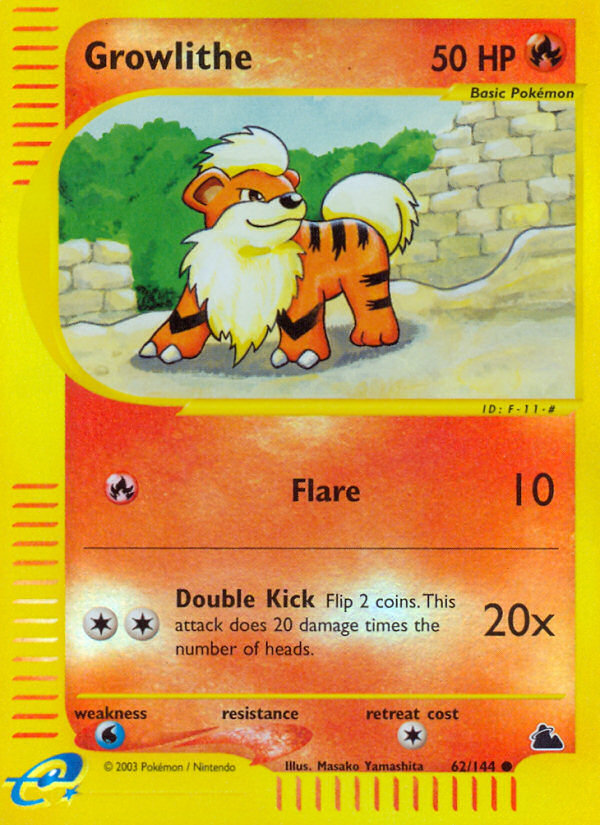 Growlithe
50 HP
Basic Pokémon
ID: F-11-#
Flare 10
Double Kick Flip 2 coins. This
attack does 20 damage times the
number of heads.
20x
weakness resistance retreat cost
© 2003 Pokémon / Nintendo Illus. Masako Yamashita 62/144